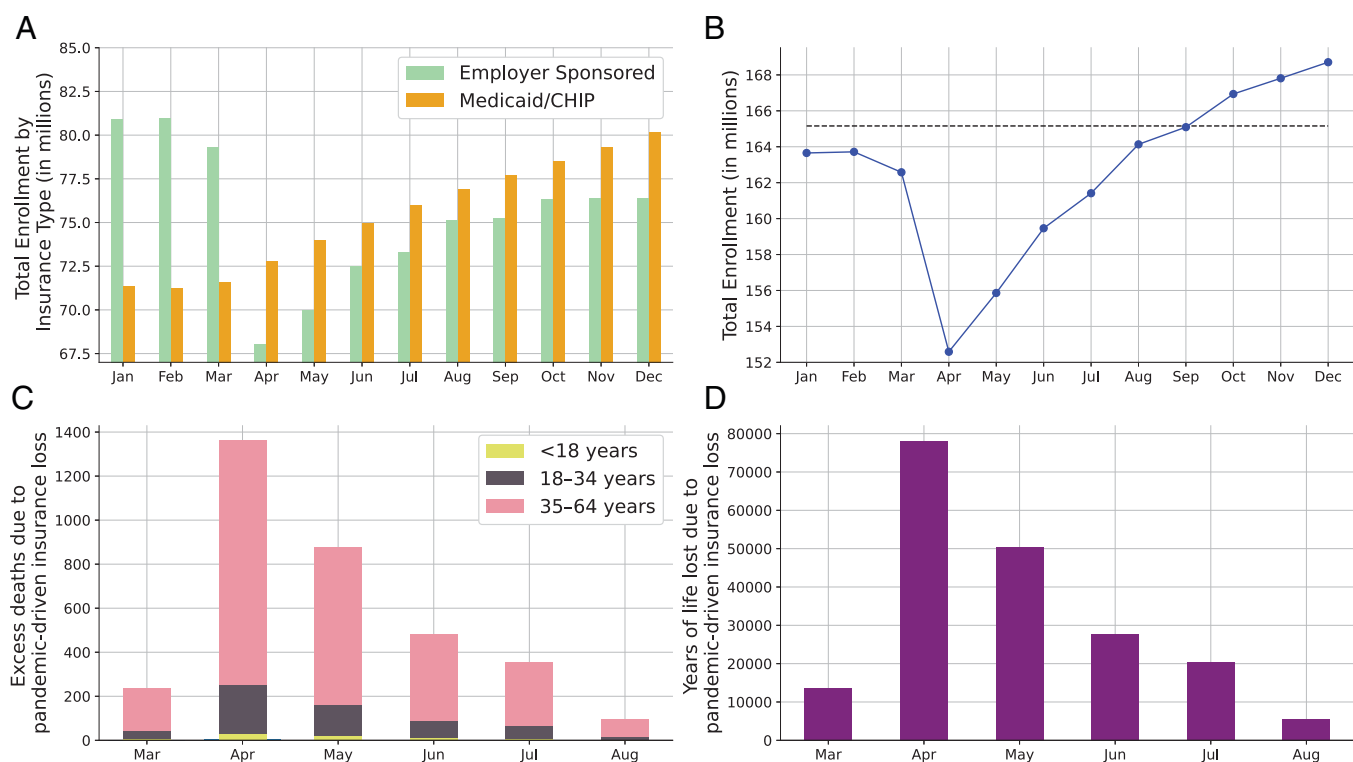 A
Total Enrollment by
Insurance Type (in millions)
85.0
82.5
80.0
77.5
75.0
72.5
70.0
67.5
Employer Sponsored
Medicaid/CHIP
Jan Feb Mar Apr May Jun Jul Aug Sep Oct Nov Dec
B
Total Enrollment (in millions)
168
166
164
162
160
158
156
154
152
Jan Feb Mar Apr May Jun Jul Aug Sep Oct Nov Dec
C
Excess deaths due to
pandemic-driven insurance loss
1400
1200
1000
800
600
400
200
0
<18 years
18–34 years
35–64 years
Mar Apr May Jun Jul Aug
D
Years of life lost due to
pandemic-driven insurance loss
80000
70000
60000
50000
40000
30000
20000
10000
0
Mar Apr May Jun Jul Aug